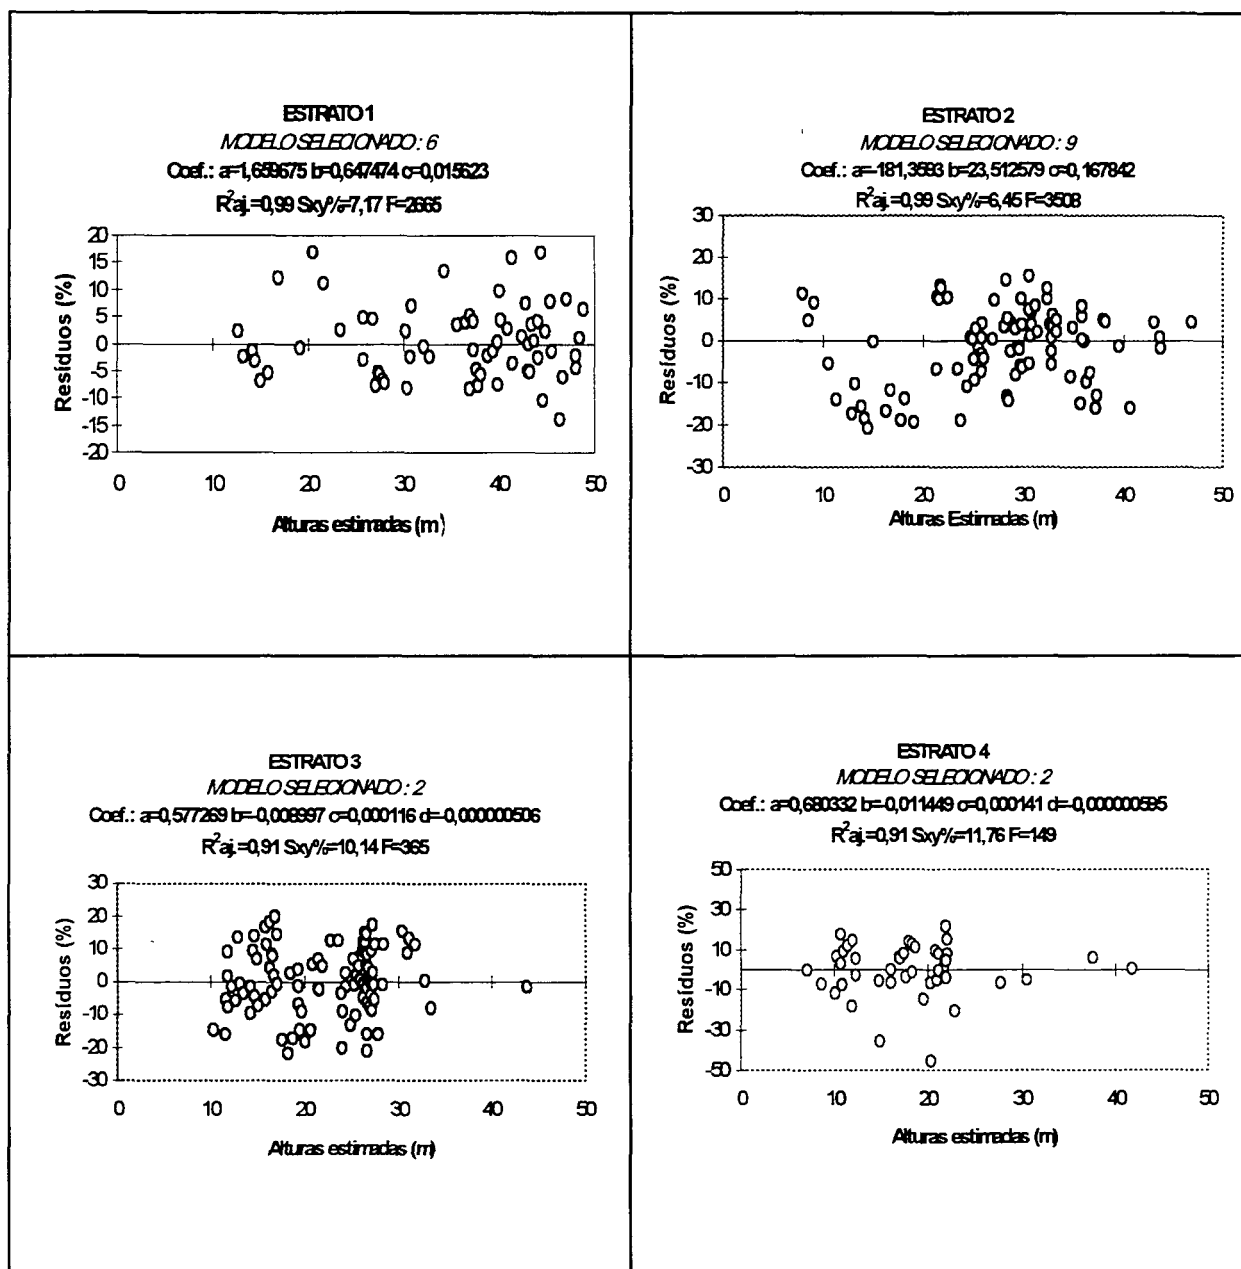 ESTRATO 1
MODELO SELECIONADO : 6
Coef.: a=1,659675 b=0,647474 c=0,015623
R²aj.=0,99 Sxy%=7,17 F=2665
20
15
10
5
0
-5
-10
-15
-20
Resíduos (%)
0 10 20 30 40 50
Alturas estimadas (m)
ESTRATO 2
MODELO SELECIONADO : 9
Coef.: a=-181,3593 b=23,512579 c=0,167842
R²aj.=0,99 Sxy%=6,45 F=3508
30
20
10
0
-10
-20
-30
Resíduos (%)
0 10 20 30 40 50
Alturas Estimadas (m)
ESTRATO 3
MODELO SELECIONADO : 2
Coef.: a=0,577269 b=-0,008997 c=0,000116 d=-0,000000506
R²aj.=0,91 Sxy%=10,14 F=365
30
20
10
0
-10
-20
-30
Resíduos (%)
0 10 20 30 40 50
Alturas estimadas (m)
ESTRATO 4
MODELO SELECIONADO : 2
Coef.: a=0,680332 b=-0,011449 c=0,000141 d=-0,000000595
R²aj.=0,91 Sxy%=11,76 F=149
50
30
10
-10
-30
-50
Resíduos (%)
0 10 20 30 40 50
Alturas estimadas (m)